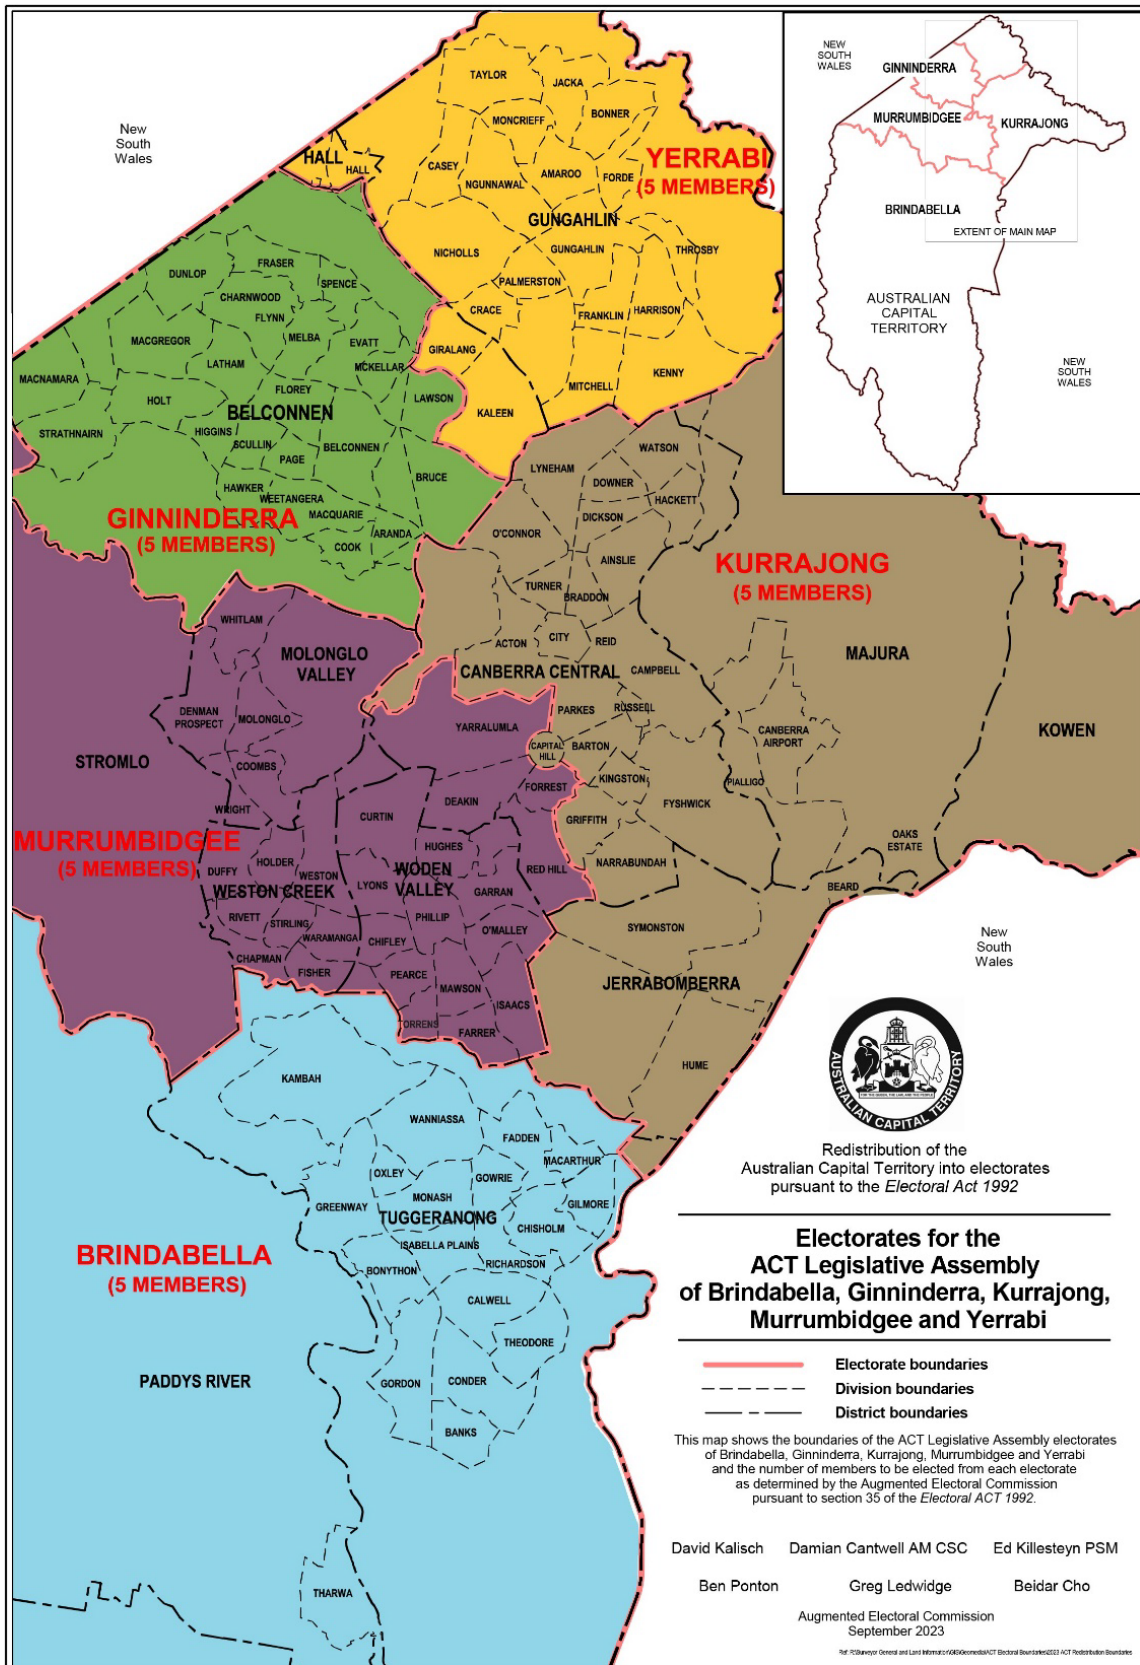 New
South
Wales
TAYLOR
JACKA
BONNER
MONCRIEFF
HALL
HALL
CASEY
NGUNNAWAL
AMAROO
FORDE
YERRABI
(5 MEMBERS)
GUNGAHLIN
GUNGAHLIN
NICHOLLS
THROSBY
PALMERSTON
CRACE
FRANKLIN
HARRISON
GIRALANG
MITCHELL
KENNY
KALEEN
DUNLOP
FRASER
SPENCE
CHARNWOOD
FLYNN
MELBA
EVATT
MACGREGOR
LATHAM
MCKELLAR
MACNAMARA
HOLT
FLOREY
LAWSON
BELCONNEN
STRATHNAIRN
HIGGINS
SCULLIN
PAGE
BELCONNEN
BRUCE
HAWKER
WEETANGERA
MACQUARIE
GINNINDERRA
(5 MEMBERS)
ARANDA
COOK
WATSON
LYNEHAM
DOWNER
HACKETT
DICKSON
O'CONNOR
AINSLIE
KURRAJONG
(5 MEMBERS)
TURNER
BRADDON
ACTON
CITY
REID
CANBERRA CENTRAL
CAMPBELL
MAJURA
PARKES
RUSSELL
CAPITAL
HILL
BARTON
CANBERRA
AIRPORT
KOWEN
KINGSTON
PIALLIGO
FYSHWICK
GRIFFITH
NARRABUNDAH
OAKS
ESTATE
BEARD
SYMONSTON
JERRABOMBERRA
HUME
WHITLAM
MOLONGLO
VALLEY
DENMAN
PROSPECT
MOLONGLO
YARRALUMLA
STROMLO
COOMBS
DEAKIN
FORREST
WRIGHT
CURTIN
MURRUMBIDGEE
(5 MEMBERS)
HUGHES
DUFFY
HOLDER
WESTON
WODEN
VALLEY
RED HILL
LYONS
GARRAN
WESTON CREEK
RIVETT
STIRLING
PHILLIP
WARAMANGA
CHIFLEY
O'MALLEY
CHAPMAN
FISHER
PEARCE
MAWSON
ISAACS
ORRENS
FARRER
KAMBAH
WANNIASSA
FADDEN
MACARTHUR
OXLEY
GOWRIE
MONASH
GREENWAY
TUGGERANONG
GILMORE
CHISHOLM
ISABELLA PLAINS
RICHARDSON
BONYTHON
BRINDABELLA
(5 MEMBERS)
CALWELL
THEODORE
PADDYS RIVER
GORDON
CONDER
BANKS
THARWA
NEW
SOUTH
WALES
GINNINDERRA
MURRUMBIDGEE
KURRAJONG
BRINDABELLA
EXTENT OF MAIN MAP
AUSTRALIAN
CAPITAL
TERRITORY
NEW
SOUTH
WALES
New
South
Wales
AUSTRALIAN CAPITAL TERRITORY
FOR THE QUEEN, THE LAW, AND THE PEOPLE
Redistribution of the
Australian Capital Territory into electorates
pursuant to the Electoral Act 1992
Electorates for the
ACT Legislative Assembly
of Brindabella, Ginninderra, Kurrajong,
Murrumbidgee and Yerrabi
Electorate boundaries
Division boundaries
District boundaries
This map shows the boundaries of the ACT Legislative Assembly electorates
of Brindabella, Ginninderra, Kurrajong, Murrumbidgee and Yerrabi
and the number of members to be elected from each electorate
as determined by the Augmented Electoral Commission
pursuant to section 35 of the Electoral ACT 1992.
David Kalisch Damian Cantwell AM CSC Ed Killesteyn PSM
Ben Ponton Greg Ledwidge Beidar Cho
Augmented Electoral Commission
September 2023